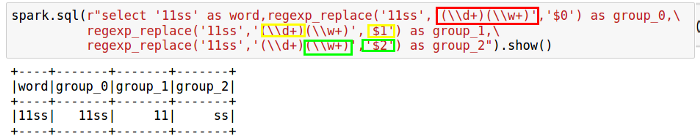 spark.sql(r"select '11ss' as word,regexp_replace('11ss','(\\d+)(\\w+)','$0') as group_0,\
regexp_replace('11ss','(\\d+)(\\w+)','$1') as group_1,\
regexp_replace('11ss','(\\d+)(\\w+)','$2') as group_2").show()
+----+-------+-------+-------+
|word|group_0|group_1|group_2|
+----+-------+-------+-------+
|11ss|   11ss|     11|     ss|
+----+-------+-------+-------+